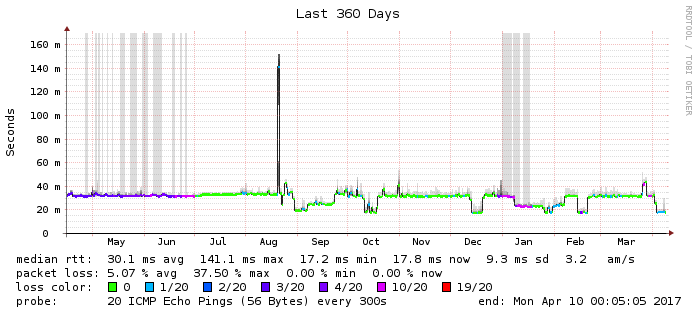 Last 360 Days
RRDTOOL / TOBI OETIKER
Seconds
160 m
140 m
120 m
100 m
80 m
60 m
40 m
20 m
0
May Jun Jul Aug Sep Oct Nov Dec Jan Feb Mar
median rtt: 30.1 ms avg 141.1 ms max 17.2 ms min 17.8 ms now 9.3 ms sd 3.2 am/s
packet loss: 5.07 % avg 37.50 % max 0.00 % min 0.00 % now
loss color: 0 1/20 2/20 3/20 4/20 10/20 19/20
probe: 20 ICMP Echo Pings (56 Bytes) every 300s end: Mon Apr 10 00:05:05 2017